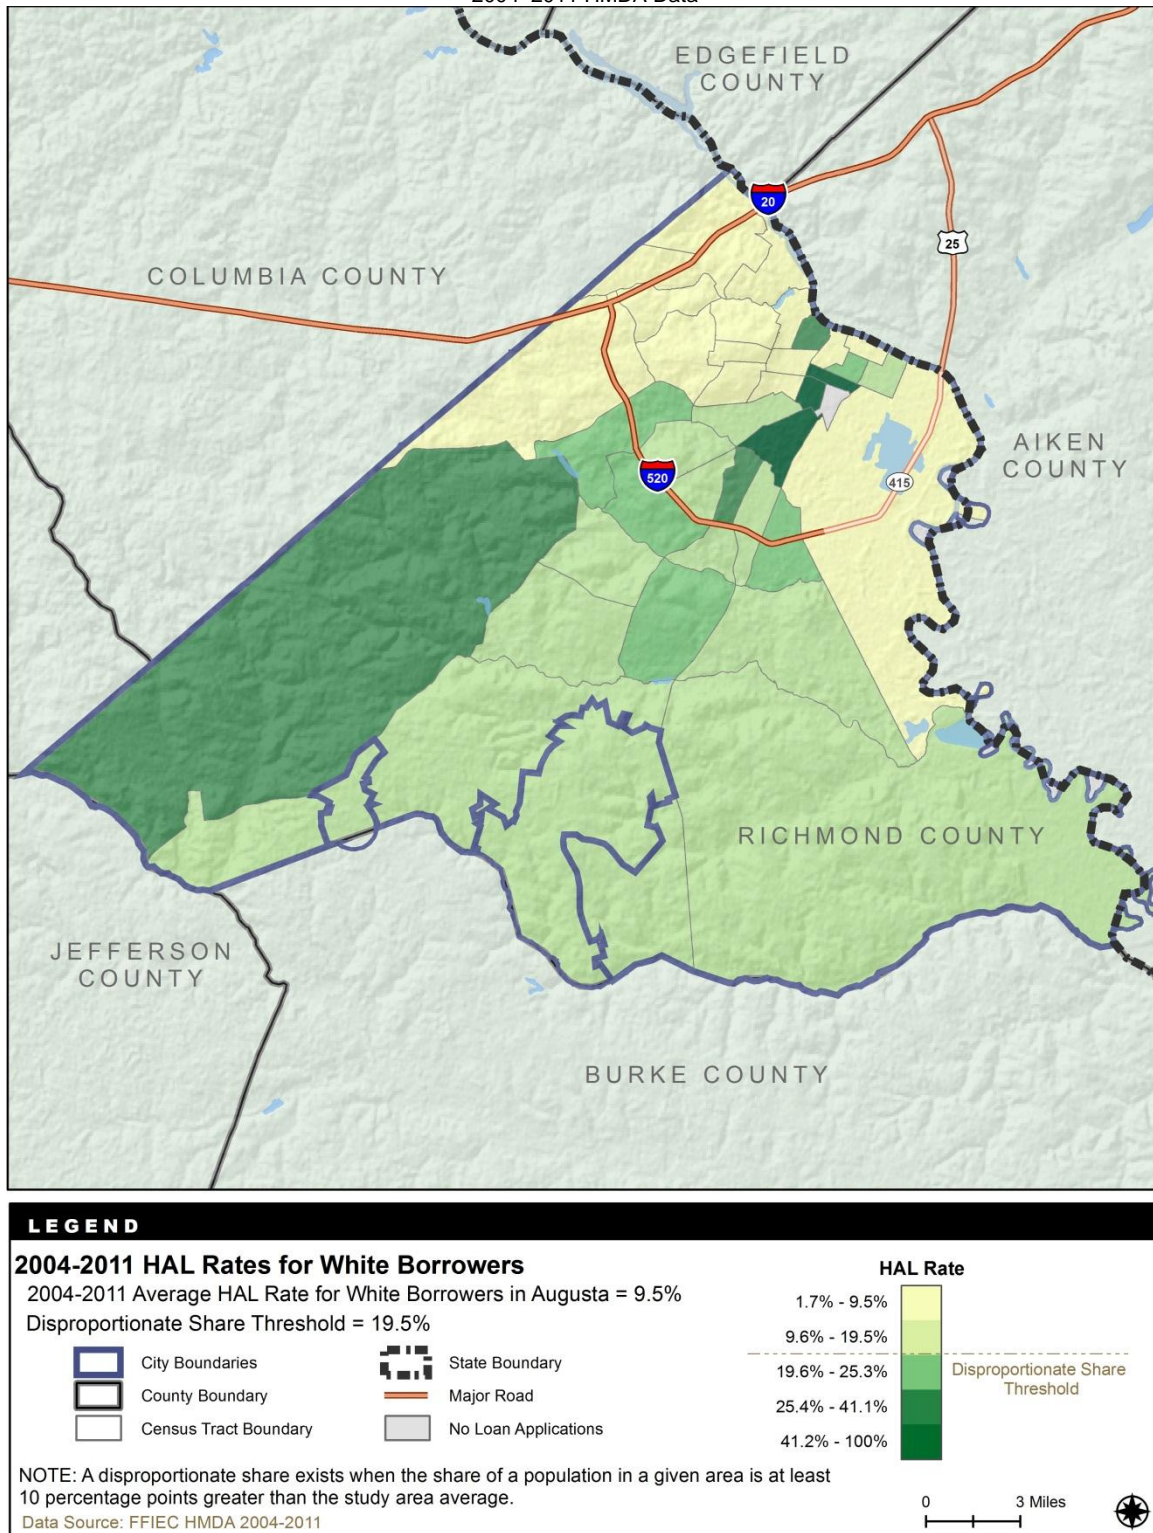 EDGEFIELD
COUNTY
20
25
COLUMBIA COUNTY
AIKEN
COUNTY
520
415
RICHMOND COUNTY
JEFFERSON
COUNTY
BURKE COUNTY
LEGEND
2004-2011 HAL Rates for White Borrowers
2004-2011 Average HAL Rate for White Borrowers in Augusta = 9.5%
Disproportionate Share Threshold = 19.5%
City Boundaries
State Boundary
County Boundary
Major Road
Census Tract Boundary
No Loan Applications
HAL Rate
1.7% - 9.5%
9.6% - 19.5%
19.6% - 25.3%
25.4% - 41.1%
41.2% - 100%
Disproportionate Share
Threshold
NOTE: A disproportionate share exists when the share of a population in a given area is at least
10 percentage points greater than the study area average.
Data Source: FFIEC HMDA 2004-2011
0 3 Miles